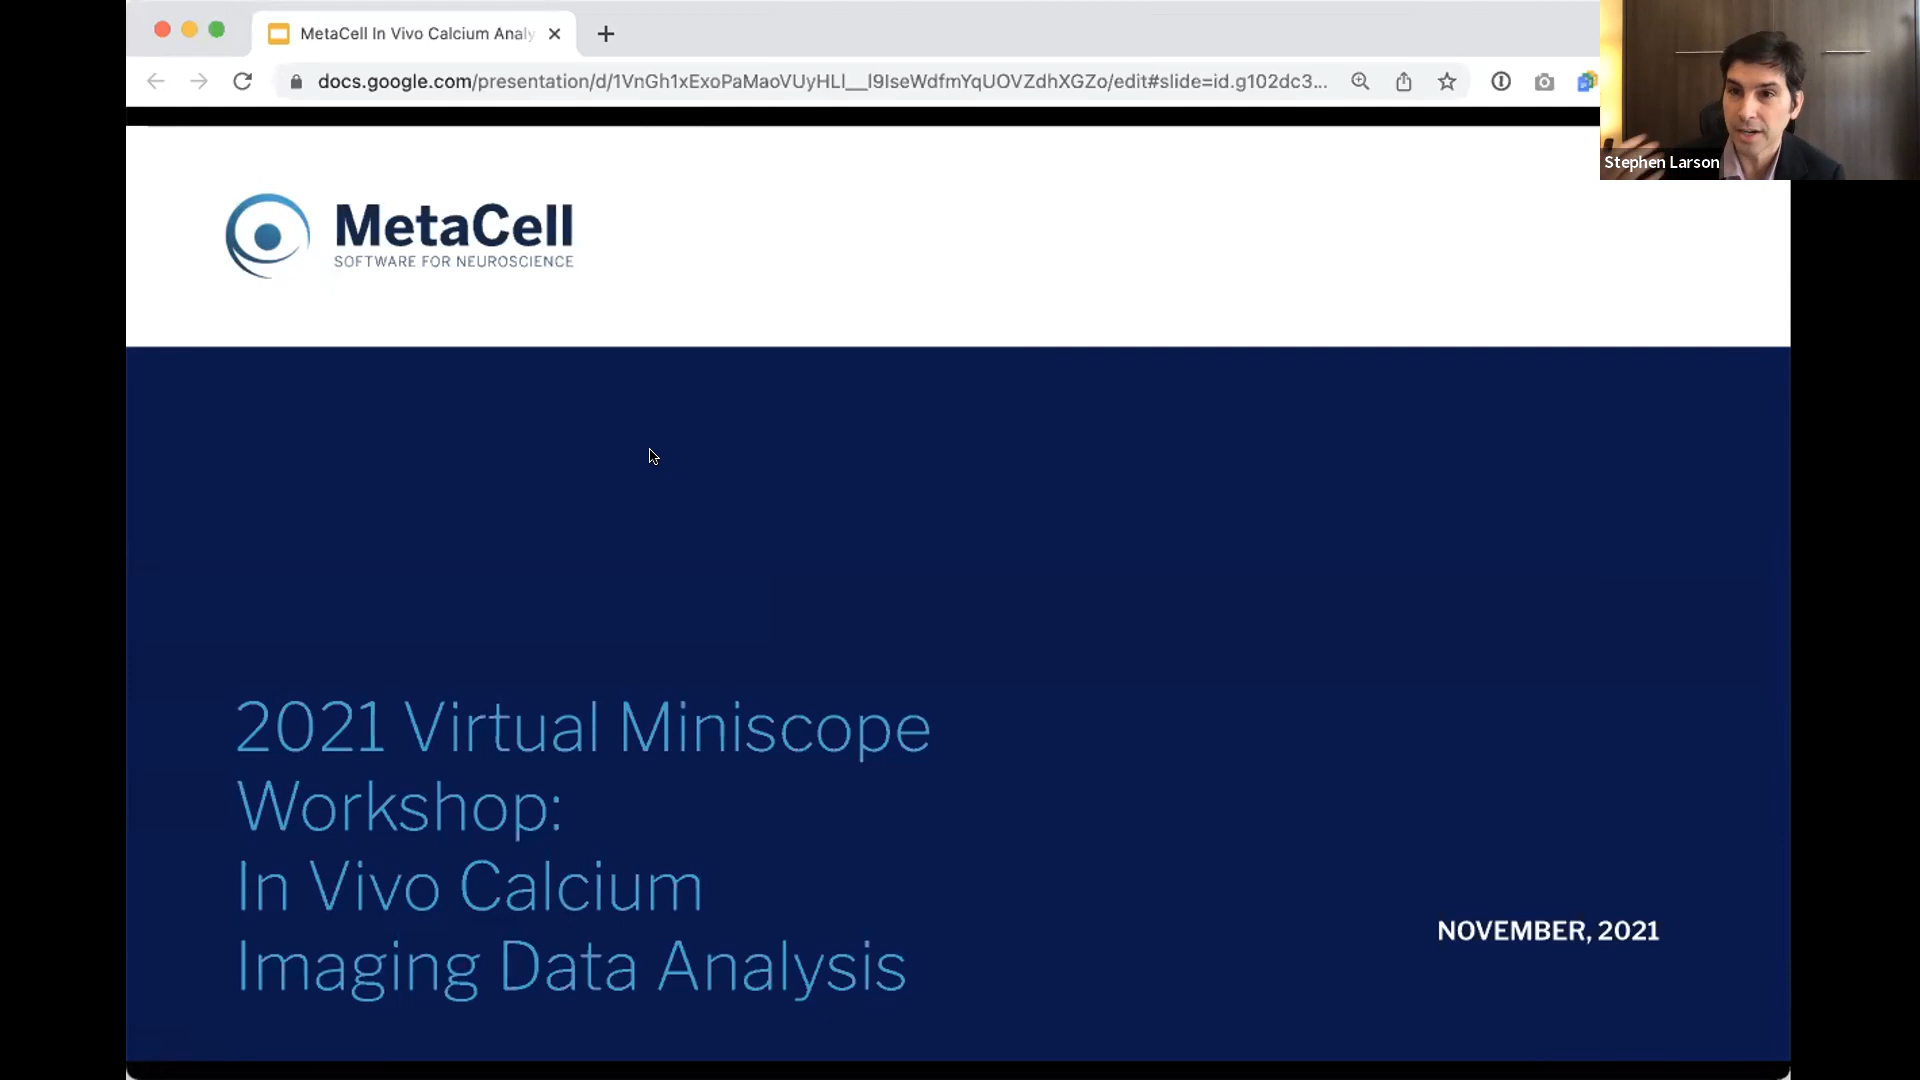 MetaCell In Vivo Calcium Analy
docs.google.com/presentation/d/1VnGh1xExoPaMaoVUyHLl__l9IseWdfmYqUOVZdhXGZo/edit#slide=id.g102dc3...
Stephen Larson
MetaCell
SOFTWARE FOR NEUROSCIENCE
2021 Virtual Miniscope
Workshop:
In Vivo Calcium
Imaging Data Analysis
NOVEMBER, 2021